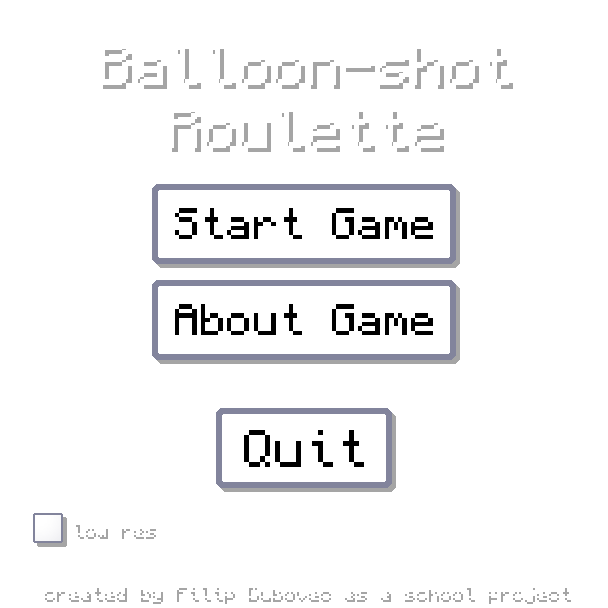 Balloon-shot
Roulette
Start Game
About Game
Quit
low res
created by Filip Dubovec as a school project